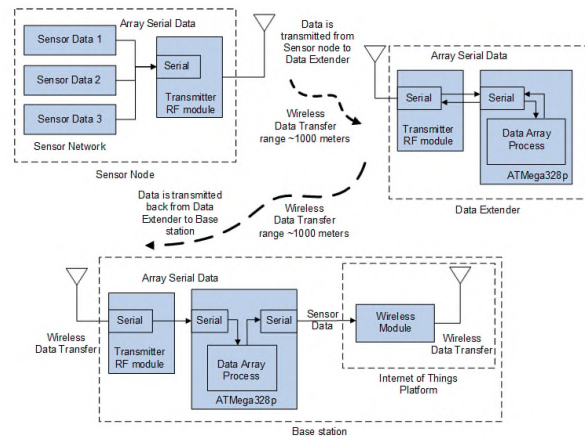 Array Serial Data
Sensor Data 1
Sensor Data 2
Sensor Data 3
Serial
Transmitter
RF module
Sensor Network
Sensor Node
Data is
transmitted from
Sensor node to
Data Extender
Wireless
Data Transfer
range ~1000 meters
Array Serial Data
Serial
Serial
Transmitter
RF module
Data Array
Process
ATMega328p
Data Extender
Data is transmitted
back from Data
Extender to Base
station
Wireless
Data Transfer
range ~1000 meters
Array Serial Data
Wireless
Data Transfer
Serial
Transmitter
RF module
Serial
Serial
Data Array
Process
ATMega328p
Sensor
Data
Wireless
Module
Wireless
Data Transfer
Internet of Things
Platform
Base station